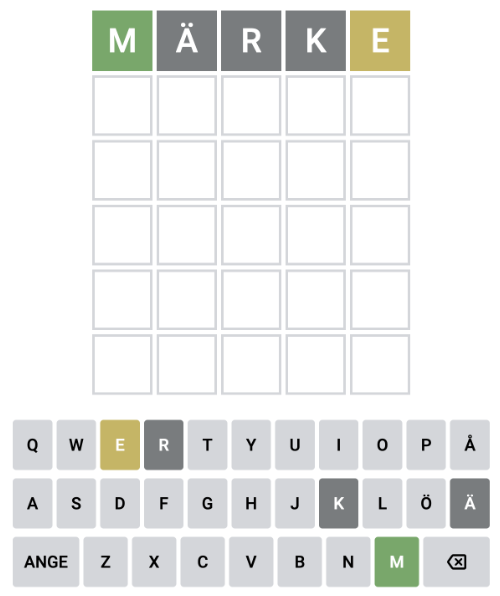 M Ä R K E
Q W E R T Y U I O P Å
A S D F G H J K L Ö Ä
ANGE Z X C V B N M